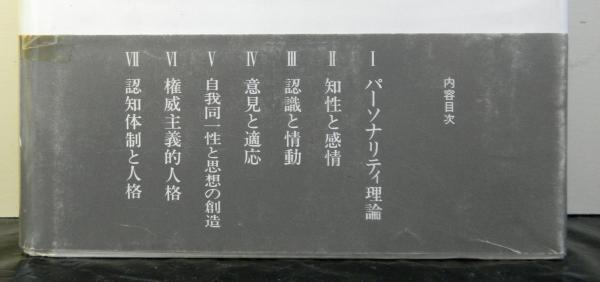 内容目次
Ⅰ パーソナリティ理論
Ⅱ 知性と感情
Ⅲ 認識と情動
Ⅳ 意見と適応
Ⅴ 自我同一性と思想の創造
Ⅵ 権威主義的人格
Ⅶ 認知体制と人格